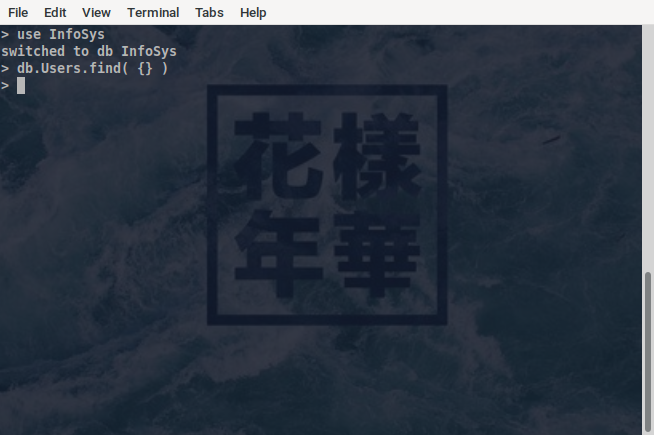 File Edit View Terminal Tabs Help
> use InfoSys
switched to db InfoSys
> db.Users.find( {} )
>
花樣
年華